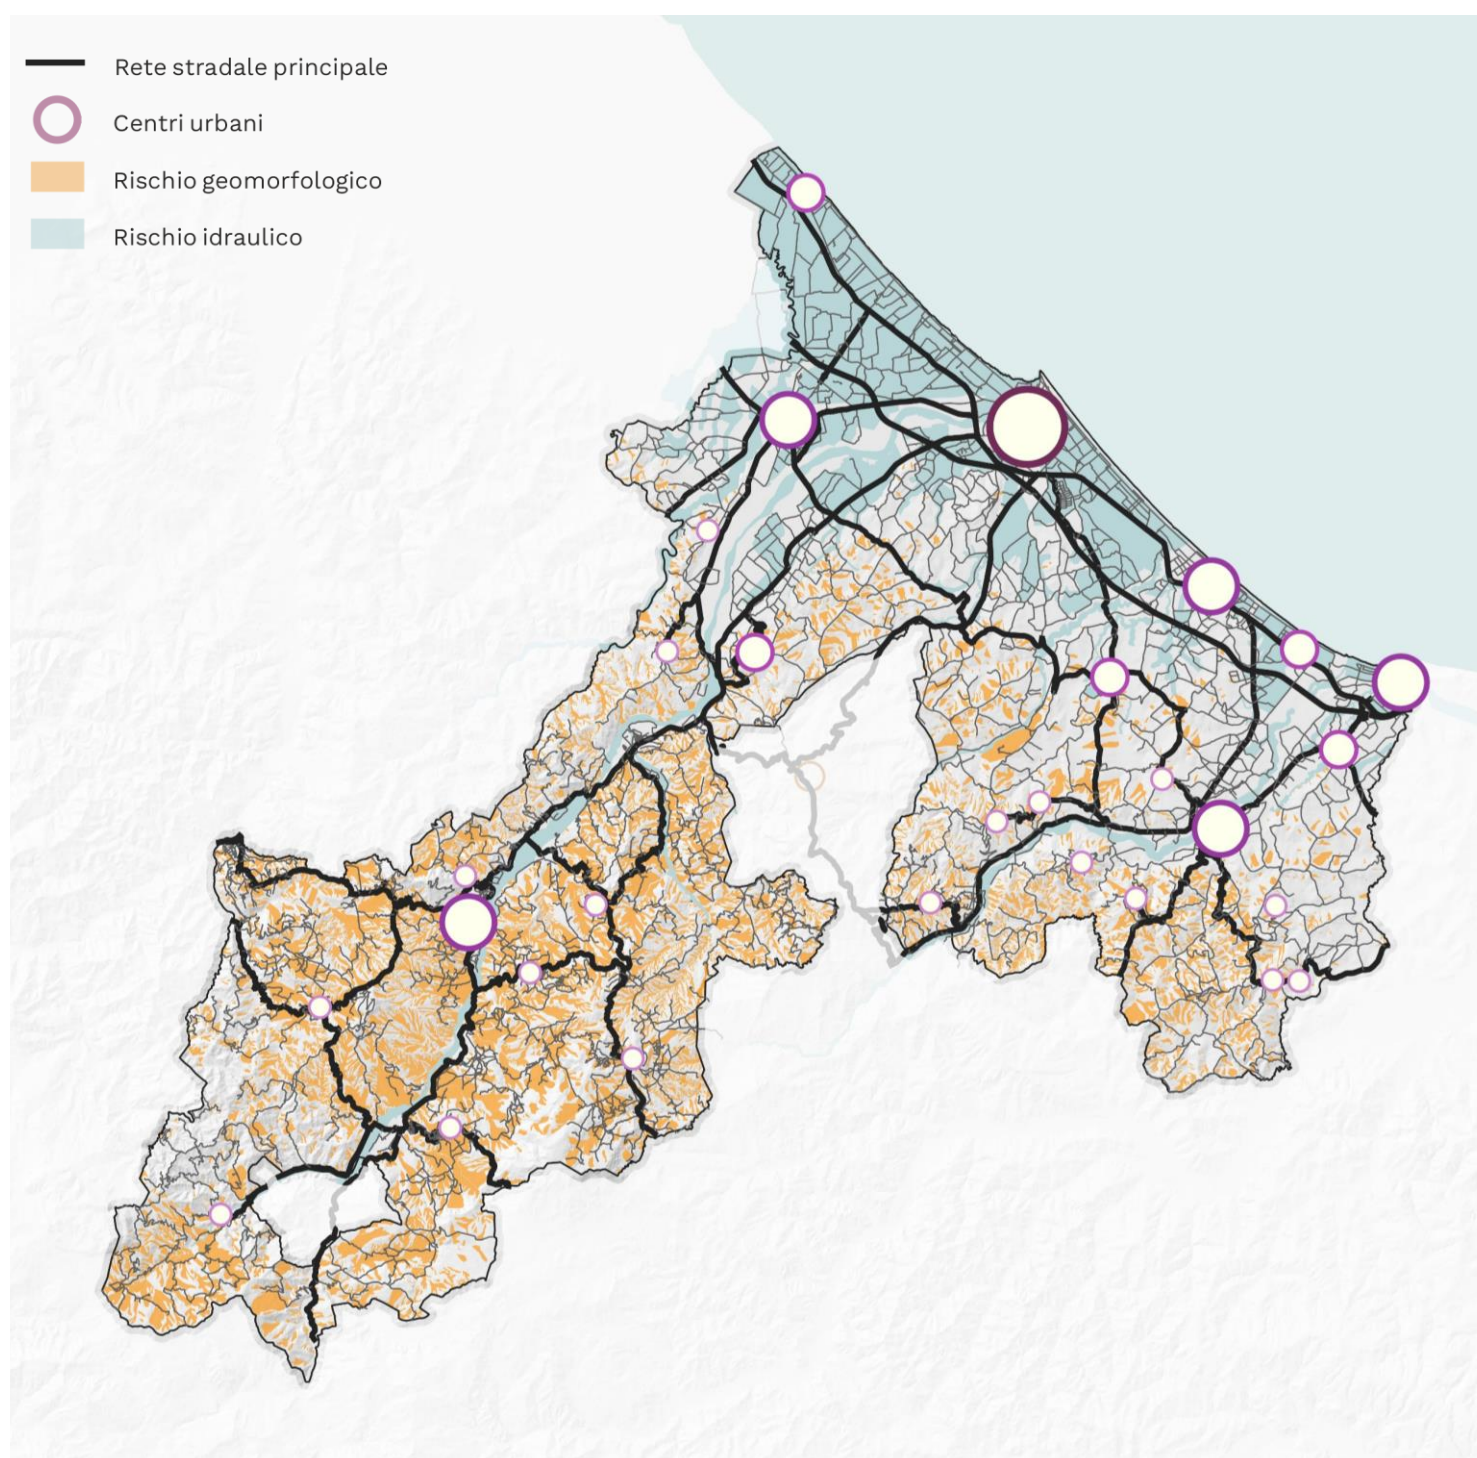 Rete stradale principale
Centri urbani
Rischio geomorfologico
Rischio idraulico